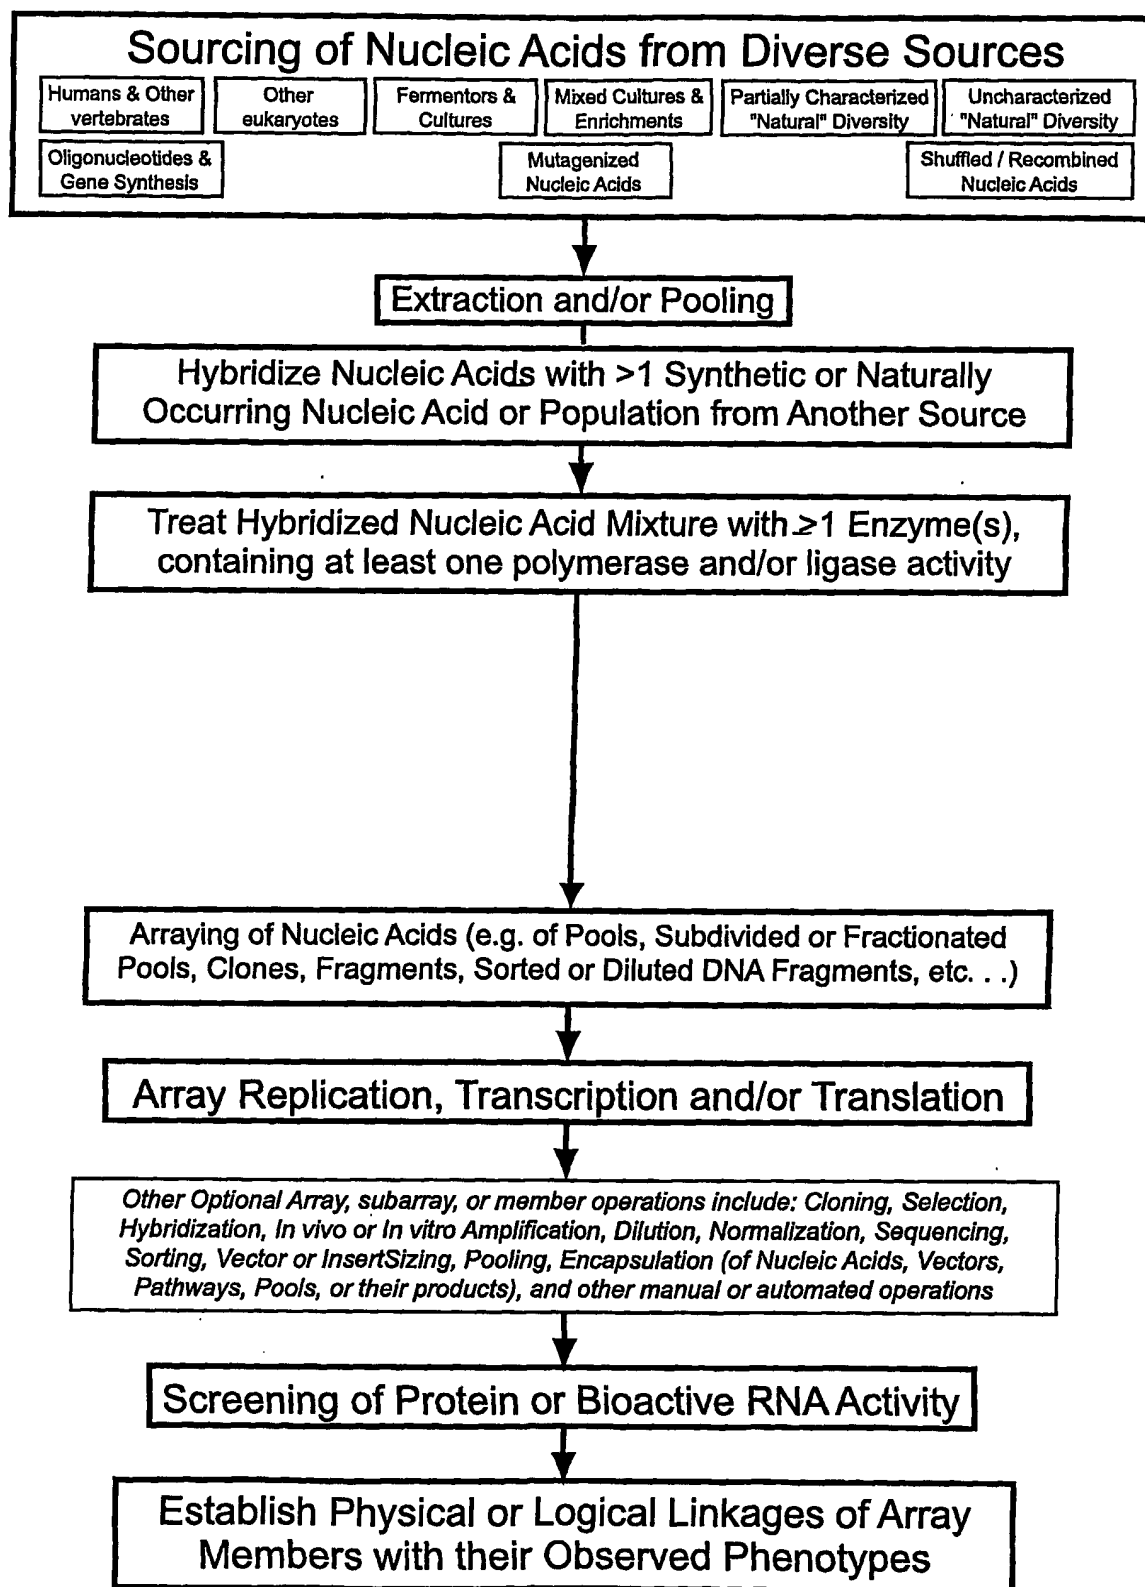 Sourcing of Nucleic Acids from Diverse Sources
Humans & Other
vertebrates
Other
eukaryotes
Fermentors &
Cultures
Mixed Cultures &
Enrichments
Partially Characterized
"Natural" Diversity
Uncharacterized
"Natural" Diversity
Oligonucleotides &
Gene Synthesis
Mutagenized
Nucleic Acids
Shuffled / Recombined
Nucleic Acids
Extraction and/or Pooling
Hybridize Nucleic Acids with >1 Synthetic or Naturally
Occurring Nucleic Acid or Population from Another Source
Treat Hybridized Nucleic Acid Mixture with ≥1 Enzyme(s),
containing at least one polymerase and/or ligase activity
Arraying of Nucleic Acids (e.g. of Pools, Subdivided or Fractionated
Pools, Clones, Fragments, Sorted or Diluted DNA Fragments, etc. . .)
Array Replication, Transcription and/or Translation
Other Optional Array, subarray, or member operations include: Cloning, Selection,
Hybridization, In vivo or In vitro Amplification, Dilution, Normalization, Sequencing,
Sorting, Vector or InsertSizing, Pooling, Encapsulation (of Nucleic Acids, Vectors,
Pathways, Pools, or their products), and other manual or automated operations
Screening of Protein or Bioactive RNA Activity
Establish Physical or Logical Linkages of Array
Members with their Observed Phenotypes